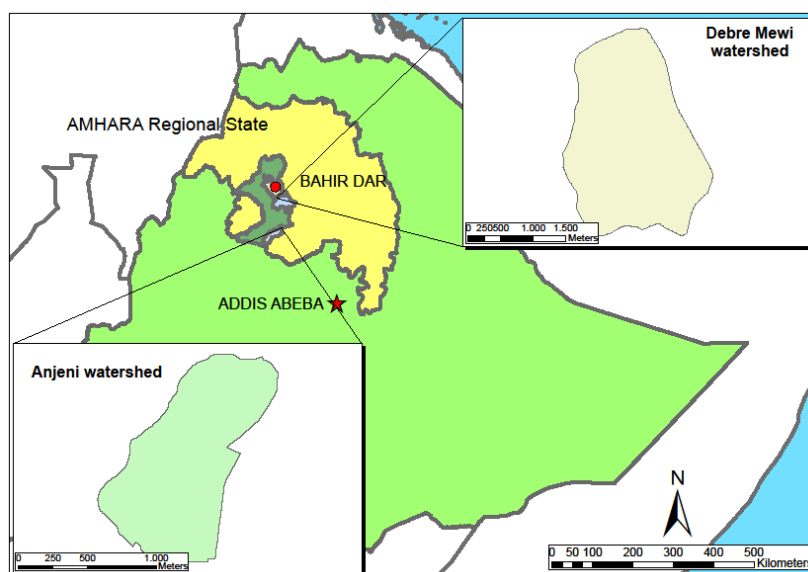 Debre Mewi
watershed
AMHARA Regional State
BAHIR DAR
0 250500 1.000 1.500
Meters
ADDIS ABEBA
Anjeni watershed
N
0 250 500 1.000
Meters
0 50 100 200 300 400 500
Kilometers